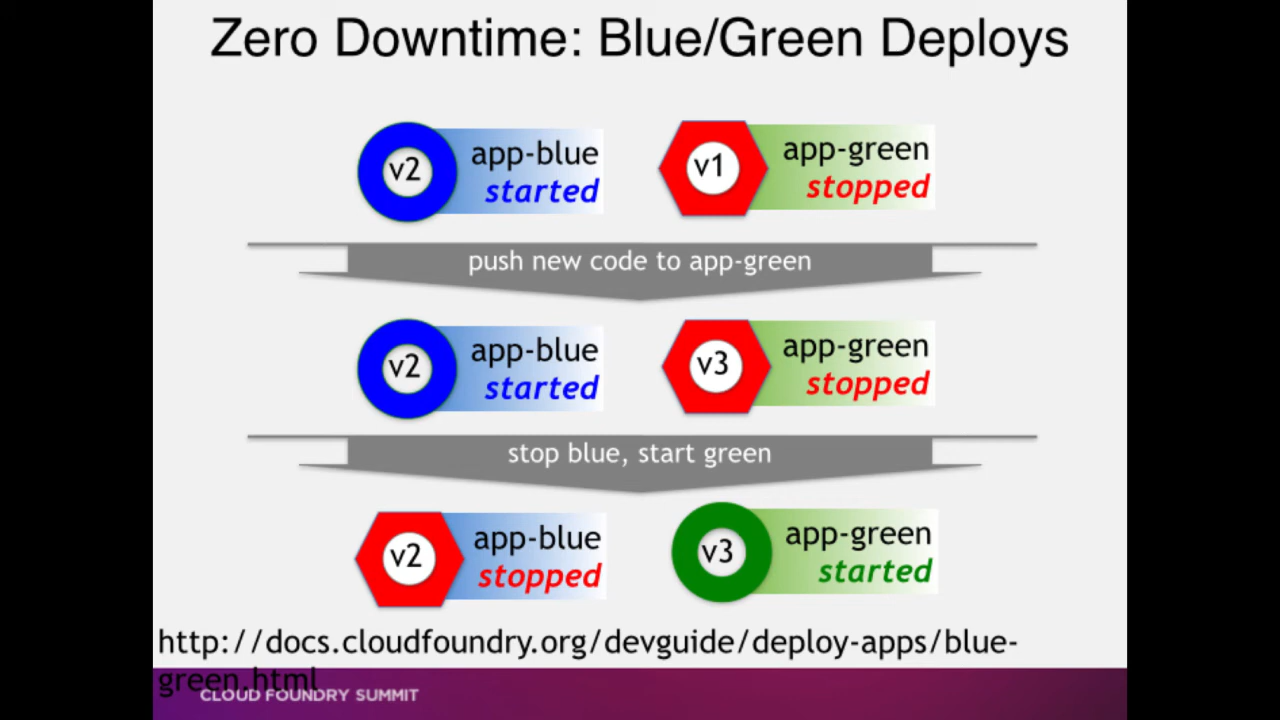 Zero Downtime: Blue/Green Deploys
v2
app-blue
started
v1
app-green
stopped
push new code to app-green
v2
app-blue
started
v3
app-green
stopped
stop blue, start green
v2
app-blue
stopped
v3
app-green
started
http://docs.cloudfoundry.org/devguide/deploy-apps/blue-
green.html
CLOUD FOUNDRY SUMMIT